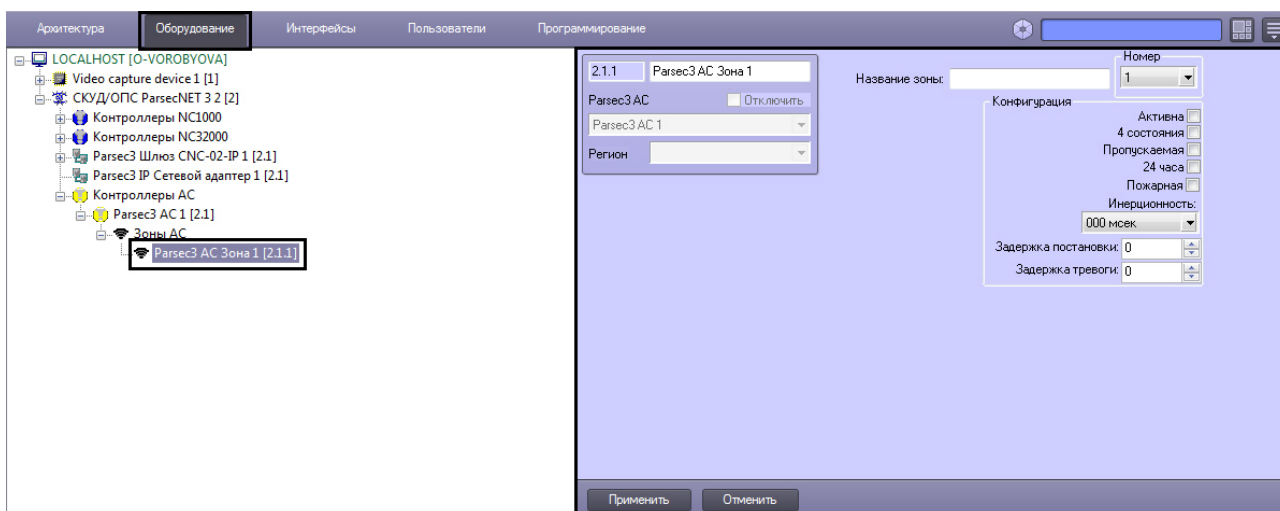 Архитектура Оборудование Интерфейсы Пользователи Программирование
LOCALHOST [O-VOROBYOVA]
Video capture device 1 [1]
СКУД/ОПС ParsecNET 3 2 [2]
Контроллеры NC1000
Контроллеры NC32000
Parsec3 Шлюз CNC-02-IP 1 [2.1]
Parsec3 IP Сетевой адаптер 1 [2.1]
Контроллеры AC
Parsec3 AC 1 [2.1]
Зоны AC
Parsec3 AC Зона 1 [2.1.1]
2.1.1 Parsec3 AC Зона 1
Parsec3 AC Отключить
Parsec3 AC 1
Регион
Название зоны:
Номер
1
Конфигурация
Активна
4 состояния
Пропускаемая
24 часа
Пожарная
Инерционность:
000 мсек
Задержка постановки: 0
Задержка тревоги: 0
Применить Отменить